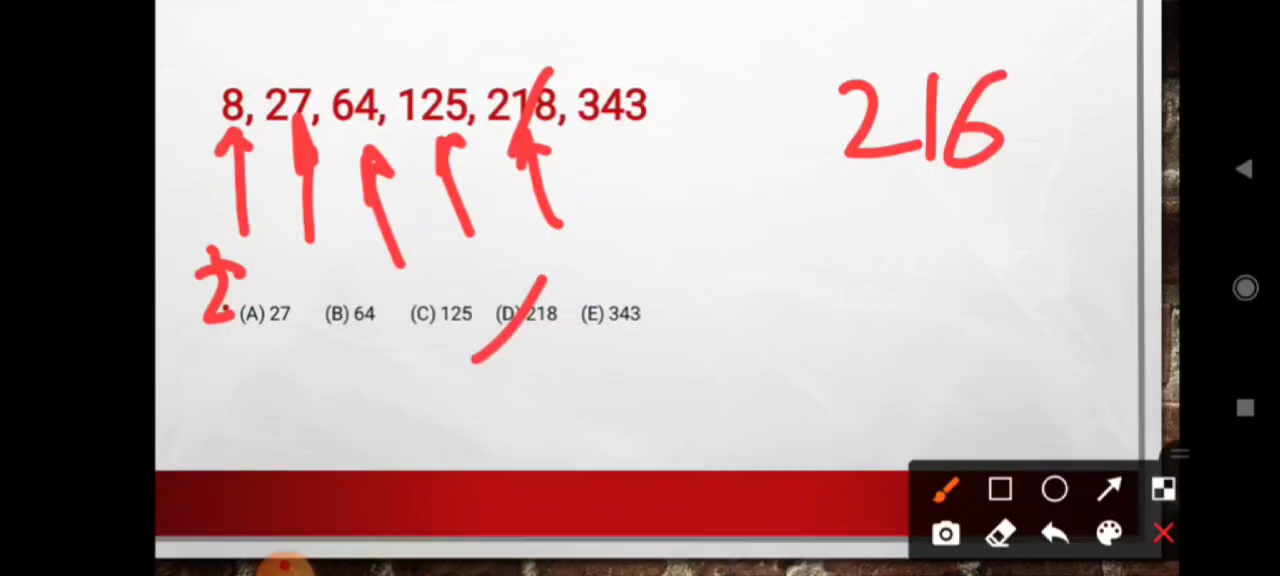 8, 27, 64, 125, 218, 343
216
2
(A) 27 (B) 64 (C) 125 (D) 218 (E) 343